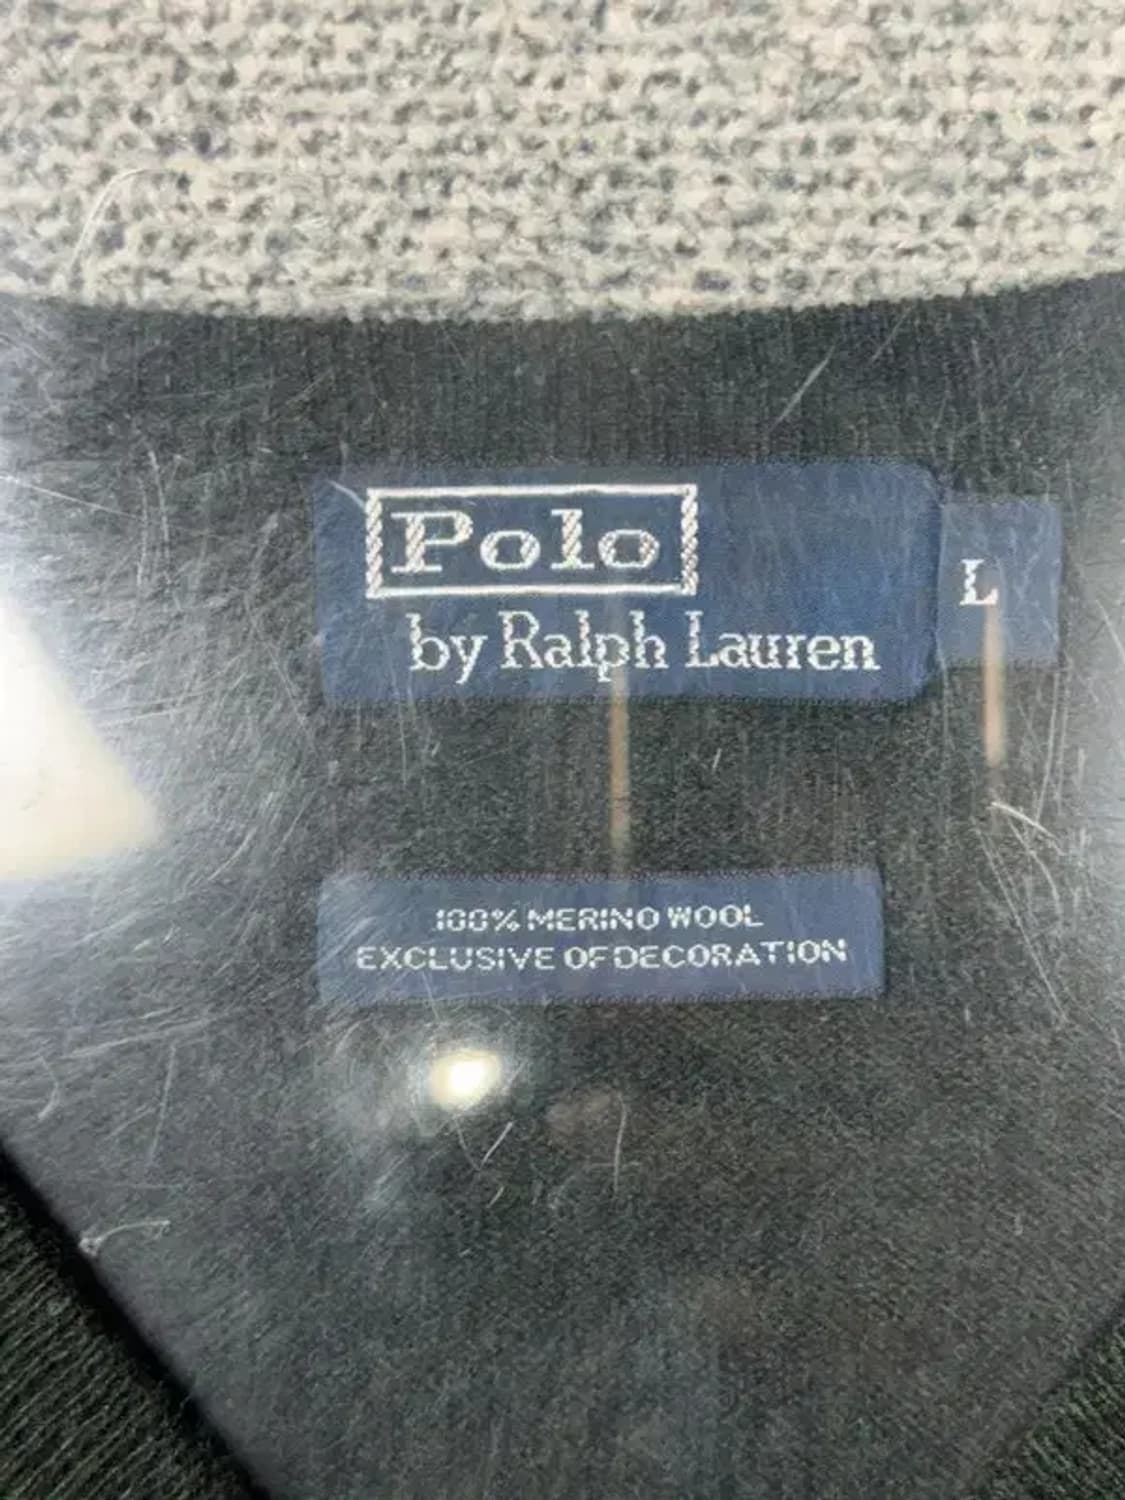 Polo
by Ralph Lauren
L
100% MERINO WOOL
EXCLUSIVE OF DECORATION